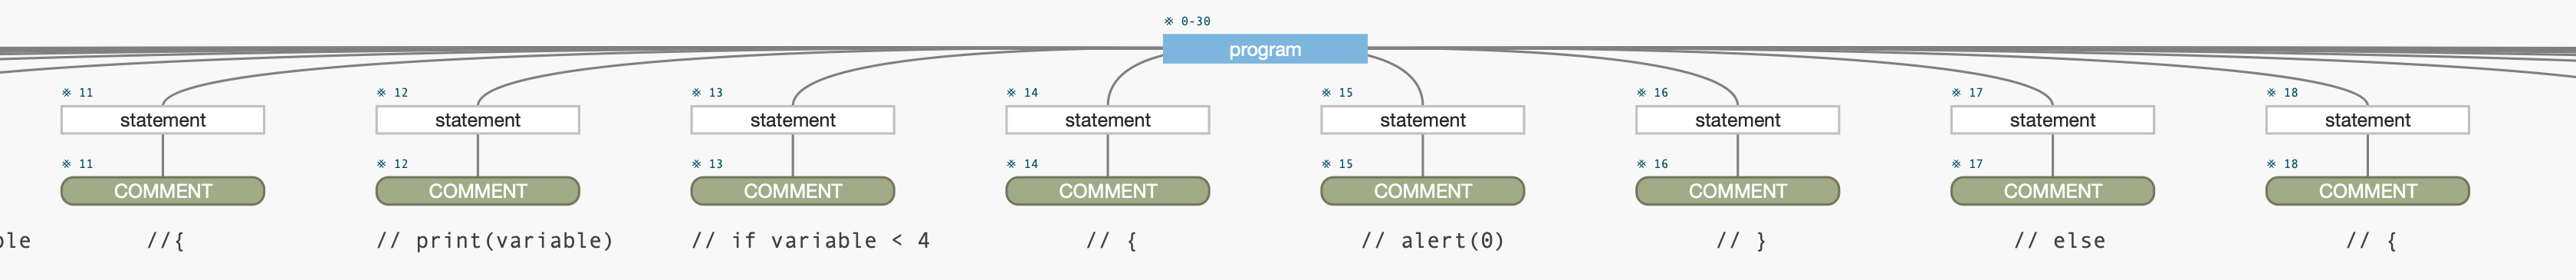 ※ 0-30
program
※ 11 ※ 12 ※ 13 ※ 14 ※ 15 ※ 16 ※ 17 ※ 18
statement statement statement statement statement statement statement statement
※ 11 ※ 12 ※ 13 ※ 14 ※ 15 ※ 16 ※ 17 ※ 18
COMMENT COMMENT COMMENT COMMENT COMMENT COMMENT COMMENT COMMENT
//{ // print(variable) // if variable < 4 // { // alert(0) // } // else // {